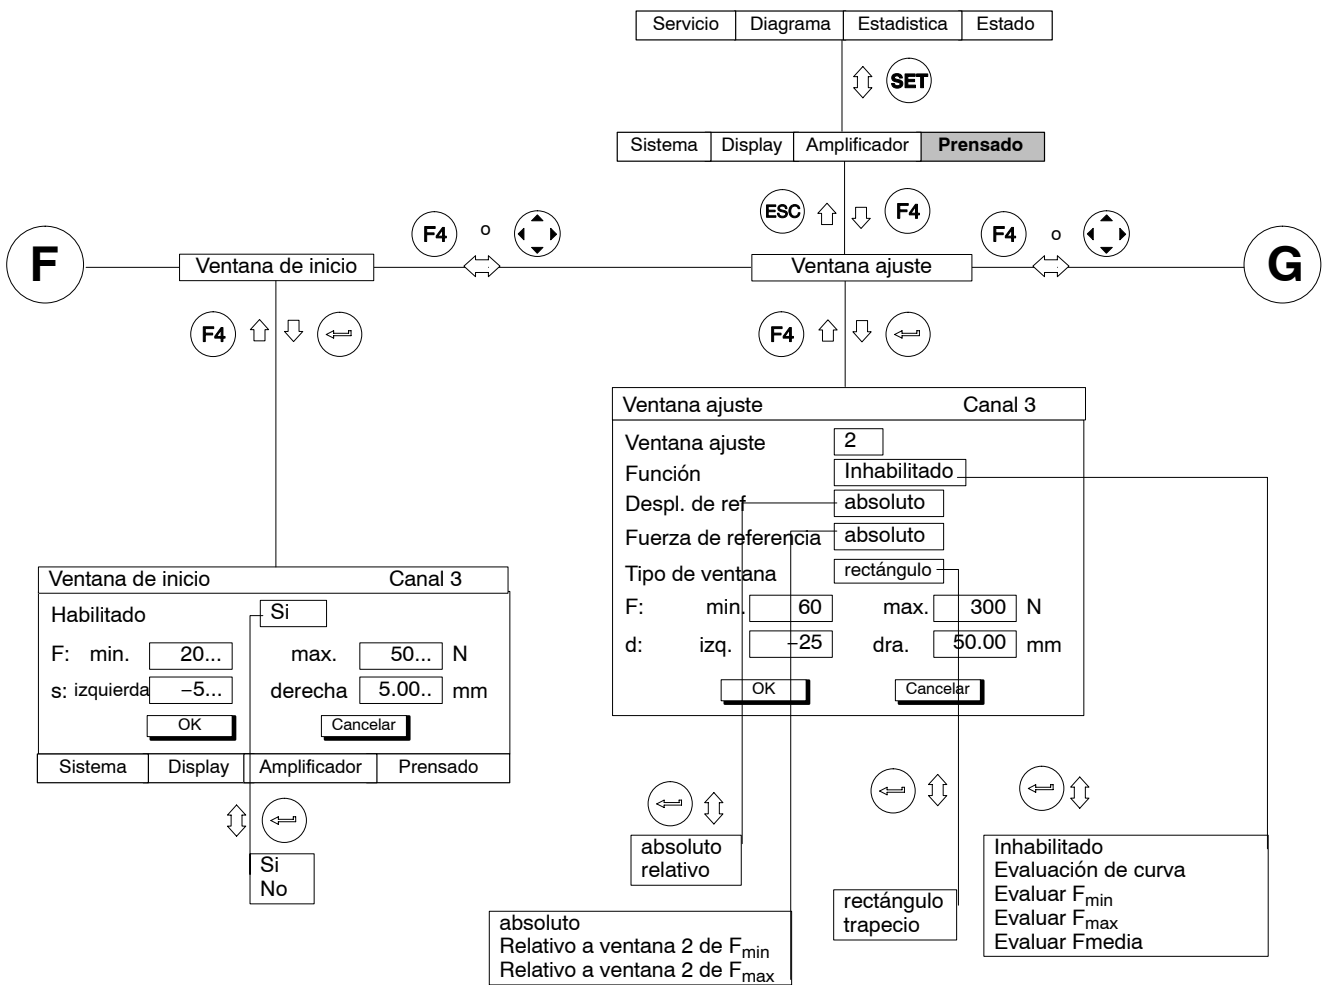 Servicio Diagrama Estadistica Estado
SET
Sistema Display Amplificador Prensado
ESC F4
F4 o F4 o
F Ventana de inicio Ventana ajuste G
F4 F4
Ventana ajuste Canal 3
Ventana ajuste 2
Función Inhabilitado
Despl. de ref absoluto
Fuerza de referencia absoluto
Tipo de ventana rectángulo
F: min. 60 max. 300 N
d: izq. −25 dra. 50.00 mm
OK Cancelar
Ventana de inicio Canal 3
Habilitado Si
F: min. 20... max. 50... N
s: izquierda −5... derecha 5.00.. mm
OK Cancelar
Sistema Display Amplificador Prensado
Si
No
absoluto
relativo
absoluto
Relativo a ventana 2 de Fmin
Relativo a ventana 2 de Fmax
rectángulo
trapecio
Inhabilitado
Evaluación de curva
Evaluar Fmin
Evaluar Fmax
Evaluar Fmedia